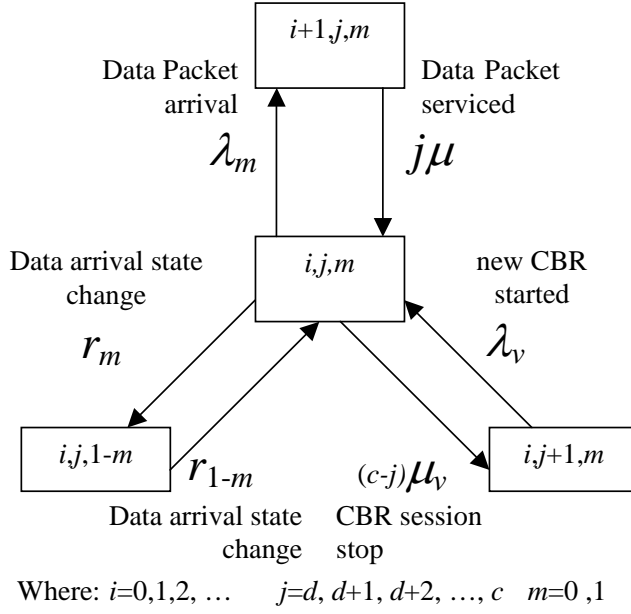 i+1,j,m
Data Packet
arrival
λm
Data Packet
serviced
jμ
i,j,m
Data arrival state
change
rm
new CBR
started
λv
i,j,1-m
r1-m
(c-j)μv
i,j+1,m
Data arrival state
change
CBR session
stop
Where: i=0,1,2, … j=d, d+1, d+2, …, c m=0 ,1